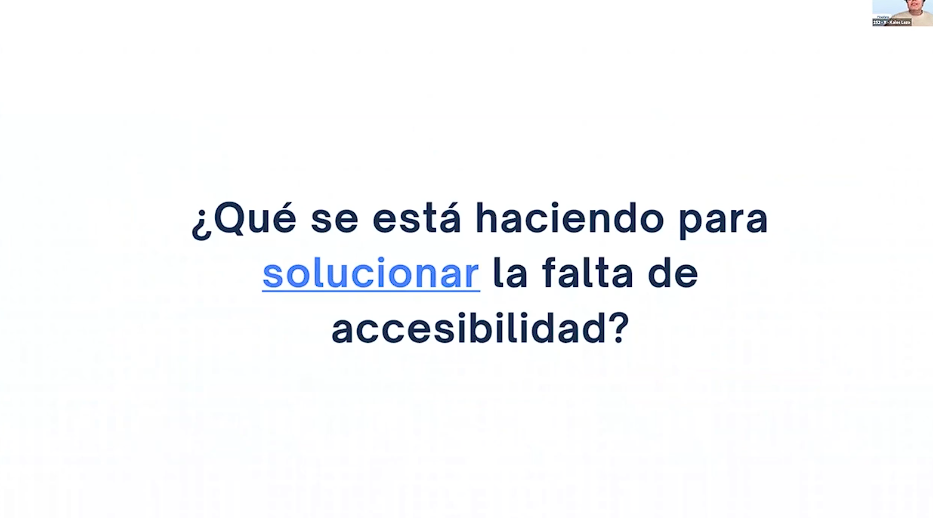 ¿Qué se está haciendo para
solucionar la falta de
accesibilidad?